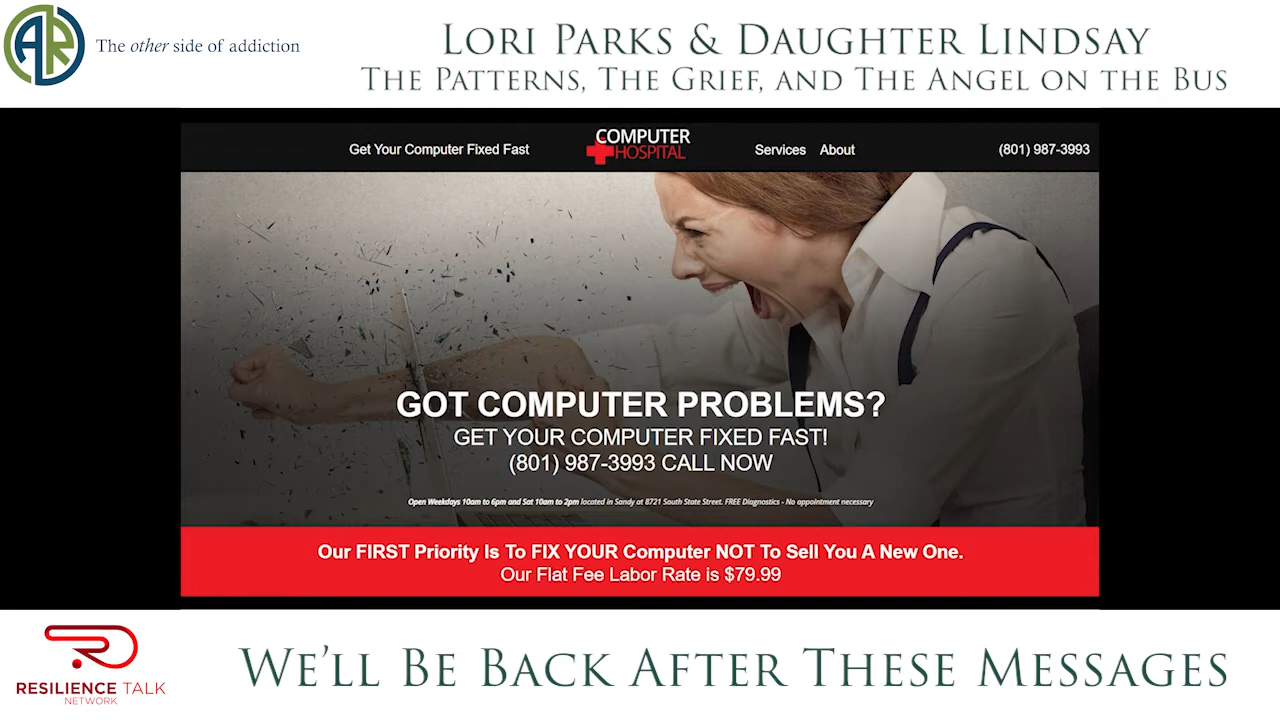 AR
The other side of addiction
Lori Parks & Daughter Lindsay
The Patterns, The Grief, and The Angel on the Bus
Get Your Computer Fixed Fast
COMPUTER
HOSPITAL
Services
About
(801) 987-3993
GOT COMPUTER PROBLEMS?
GET YOUR COMPUTER FIXED FAST!
(801) 987-3993 CALL NOW
Open Weekdays 10am to 6pm and Sat 10am to 2pm located in Sandy at 8721 South State Street. FREE Diagnostics - No appointment necessary
Our FIRST Priority Is To FIX YOUR Computer NOT To Sell You A New One.
Our Flat Fee Labor Rate is $79.99
RESILIENCE TALK
NETWORK
We'll Be Back After These Messages